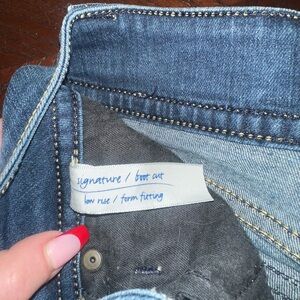 signature / boot cut
low rise / form fitting